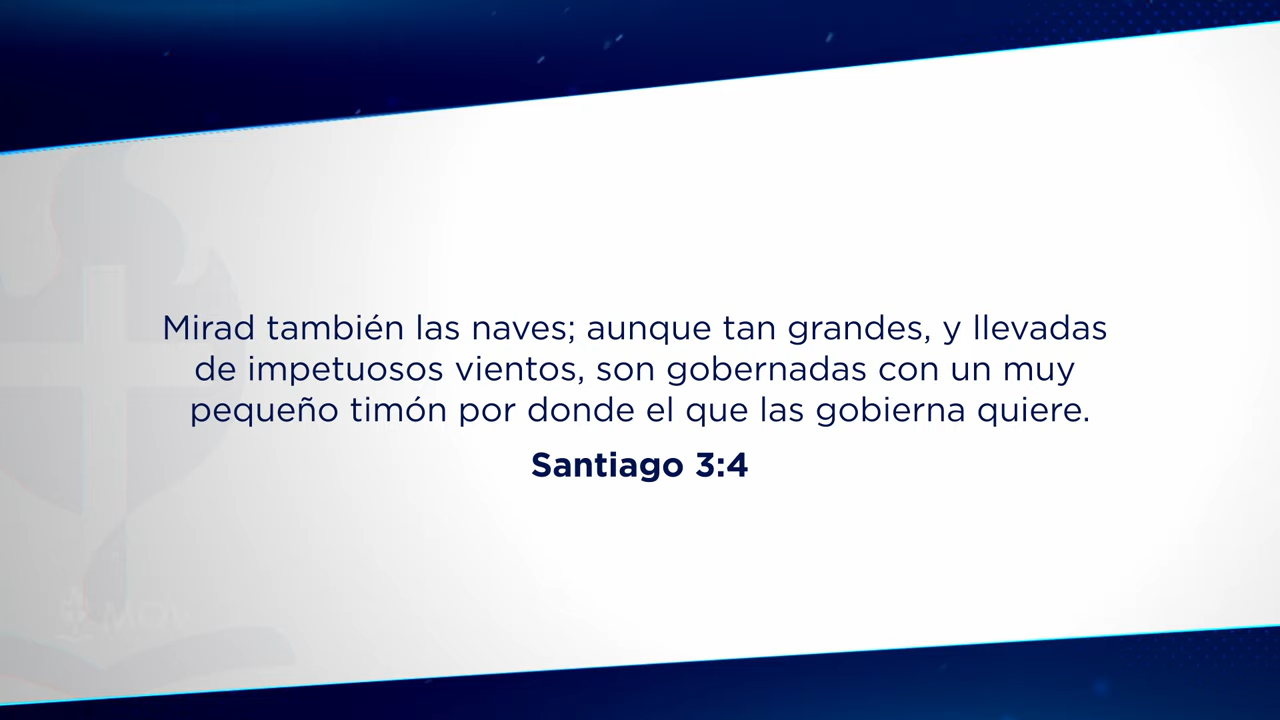 Mirad también las naves; aunque tan grandes, y llevadas
de impetuosos vientos, son gobernadas con un muy
pequeño timón por donde el que las gobierna quiere.
Santiago 3:4